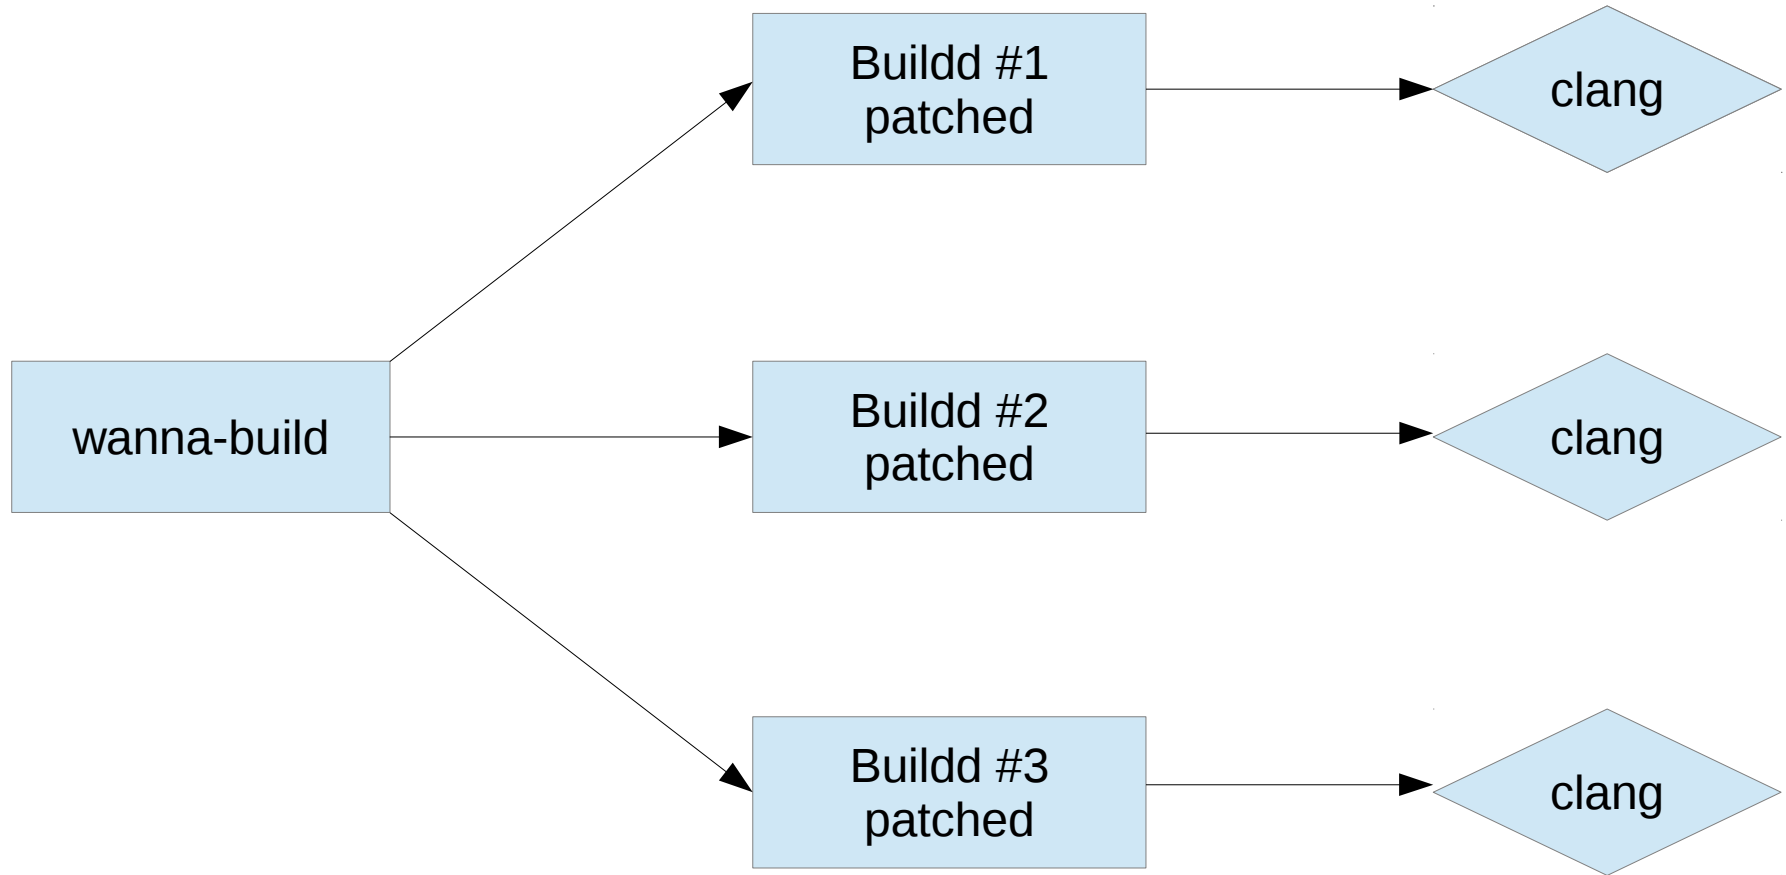 Buildd #1
patched
clang
wanna-build
Buildd #2
patched
clang
Buildd #3
patched
clang